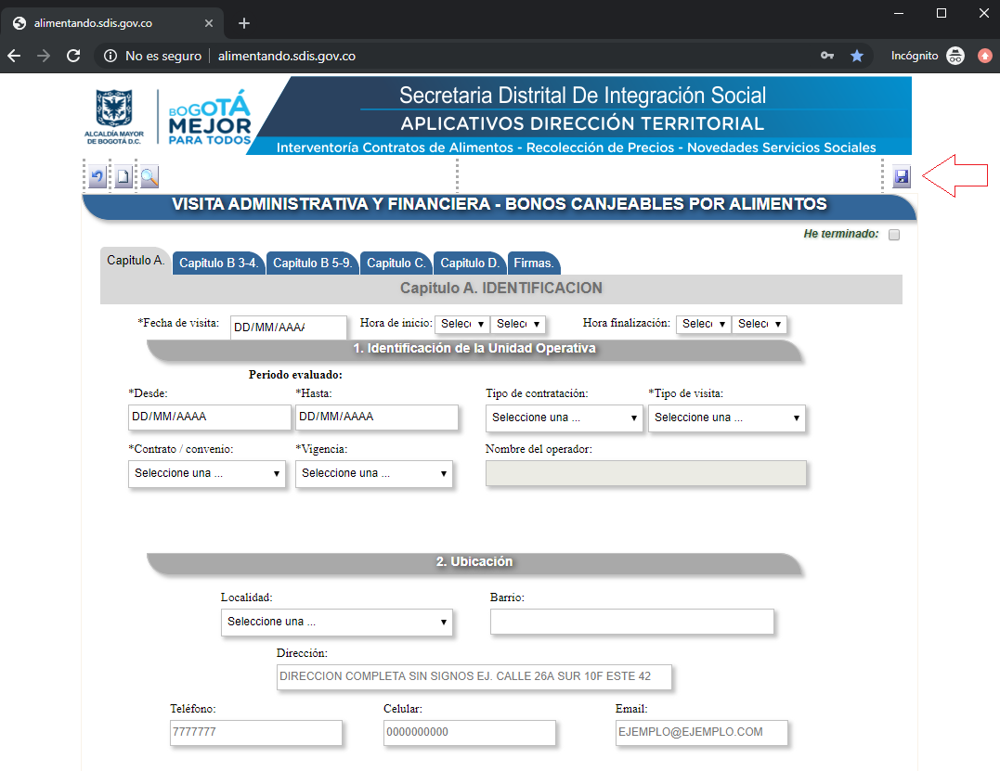 alimentando.sdis.gov.co
No es seguro | alimentando.sdis.gov.co Incógnito
ALCALDÍA MAYOR
DE BOGOTÁ D.C.
BOGOTÁ
MEJOR
PARA TODOS
Secretaria Distrital De Integración Social
APLICATIVOS DIRECCIÓN TERRITORIAL
Interventoría Contratos de Alimentos - Recolección de Precios - Novedades Servicios Sociales
VISITA ADMINISTRATIVA Y FINANCIERA - BONOS CANJEABLES POR ALIMENTOS
He terminado:
Capitulo A. Capitulo B 3-4. Capitulo B 5-9. Capitulo C. Capitulo D. Firmas.
Capitulo A. IDENTIFICACION
*Fecha de visita: DD/MM/AAAA Hora de inicio: Selec Selec Hora finalización: Selec Selec
1. Identificación de la Unidad Operativa
Periodo evaluado:
*Desde: *Hasta: Tipo de contratación: *Tipo de visita:
DD/MM/AAAA DD/MM/AAAA Seleccione una ... Seleccione una ...
*Contrato / convenio: *Vigencia: Nombre del operador:
Seleccione una ... Seleccione una ...
2. Ubicación
Localidad: Barrio:
Seleccione una ...
Dirección:
DIRECCION COMPLETA SIN SIGNOS EJ. CALLE 26A SUR 10F ESTE 42
Teléfono: Celular: Email:
7777777 0000000000 EJEMPLO@EJEMPLO.COM